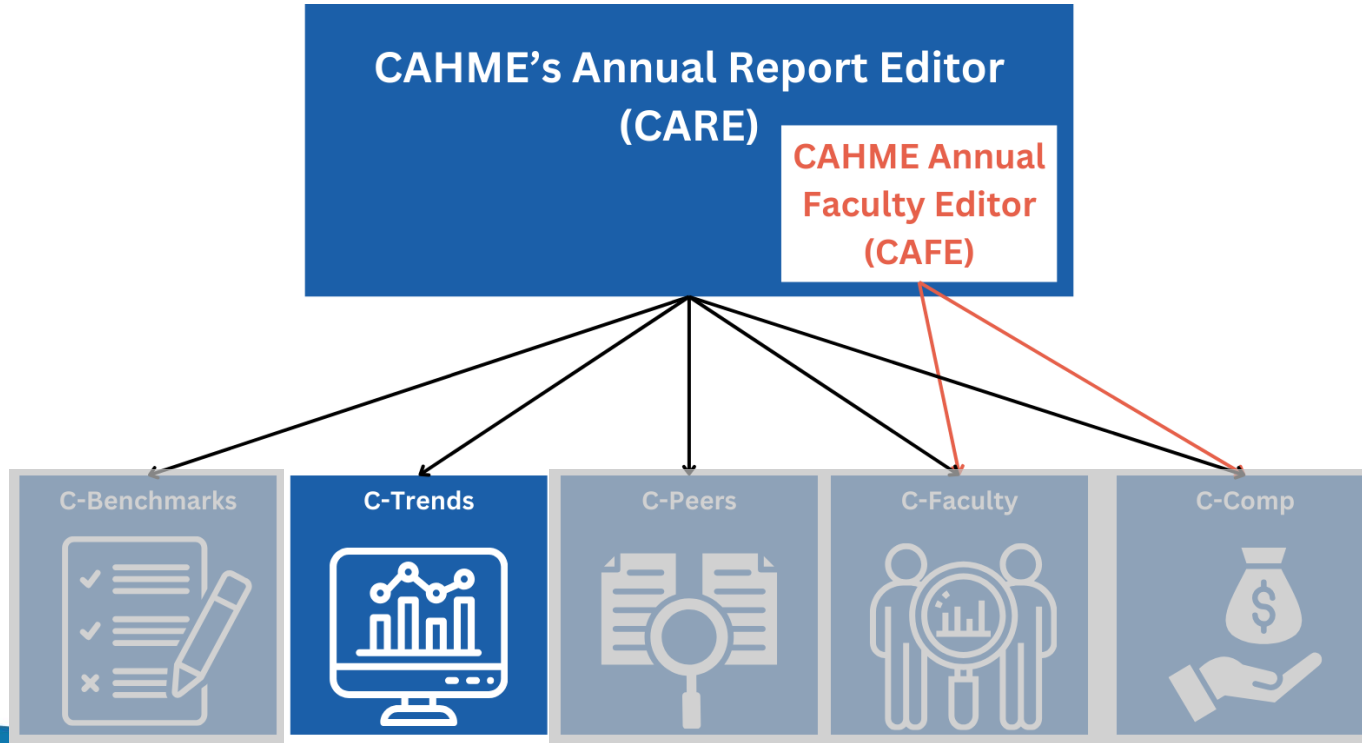 CAHME’s Annual Report Editor
(CARE)
CAHME Annual
Faculty Editor
(CAFE)
C-Benchmarks
C-Trends
C-Peers
C-Faculty
C-Comp
$